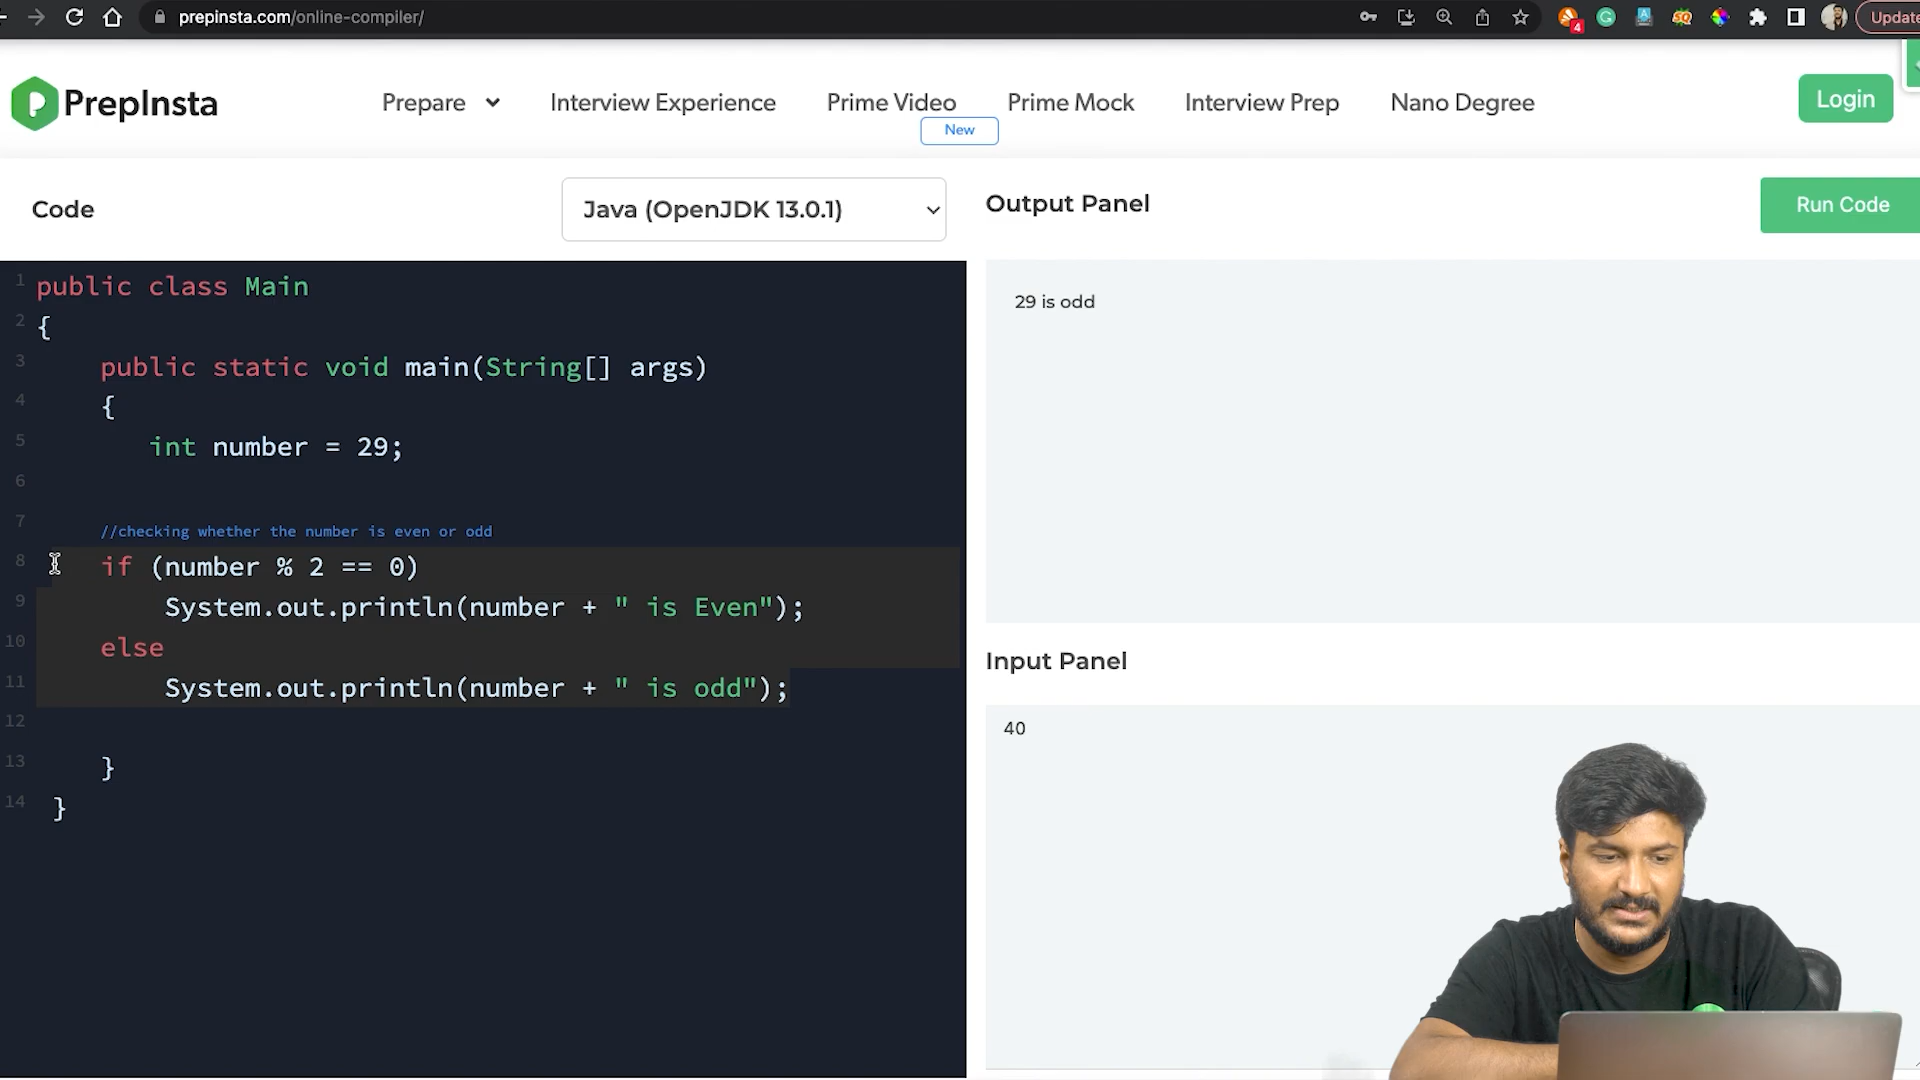 prepinsta.com/online-compiler/
4
Update
PrepInsta
Prepare
Interview Experience
Prime Video
New
Prime Mock
Interview Prep
Nano Degree
Login
Code
Java (OpenJDK 13.0.1)
Output Panel
Run Code
1 public class Main
2 {
3 public static void main(String[] args)
4 {
5 int number = 29;
6
7 //checking whether the number is even or odd
8 if (number % 2 == 0)
9 System.out.println(number + " is Even");
10 else
11 System.out.println(number + " is odd");
12
13 }
14 }
29 is odd
Input Panel
40